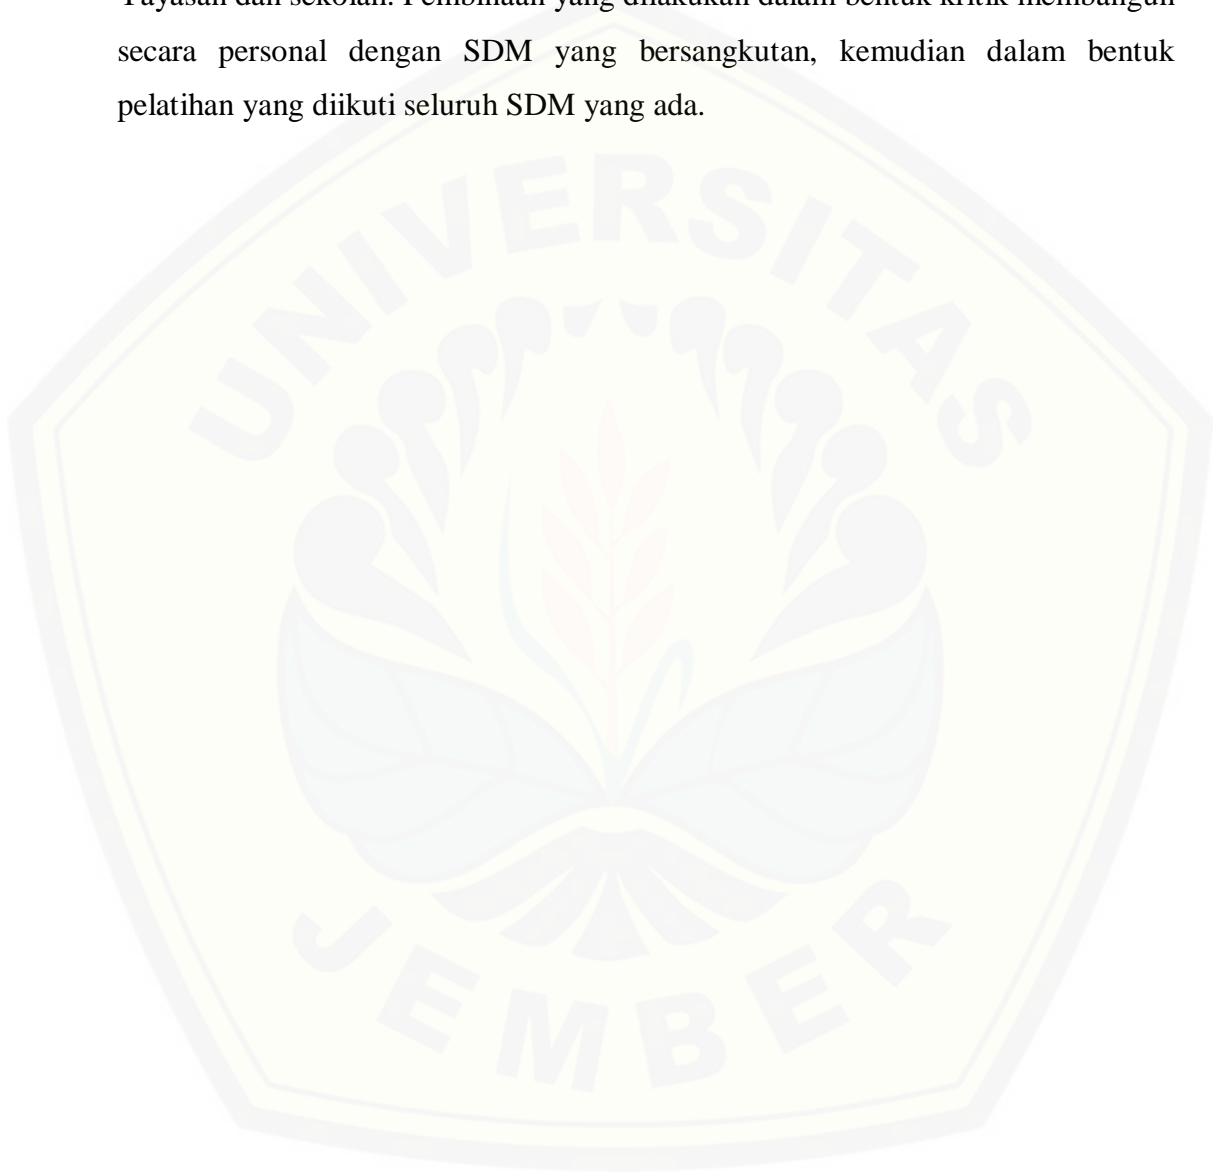 Yayasan dan sekolah. Pembinaan yang dilakukan dalam bentuk kritik membangun
secara personal dengan SDM yang bersangkutan, kemudian dalam bentuk
pelatihan yang diikuti seluruh SDM yang ada.
UNIVERSITAS
JEMBER